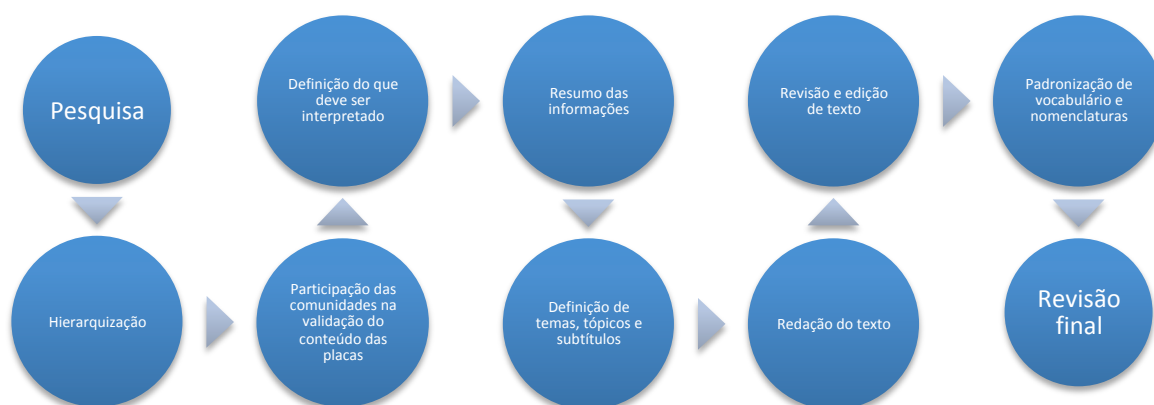 Pesquisa
Hierarquização
Participação das
comunidades na
validação do
conteúdo das
placas
Definição do que
deve ser
interpretado
Resumo das
informações
Definição de
temas, tópicos e
subtítulos
Redação do texto
Revisão e edição
de texto
Padronização de
vocabulário e
nomenclaturas
Revisão
final